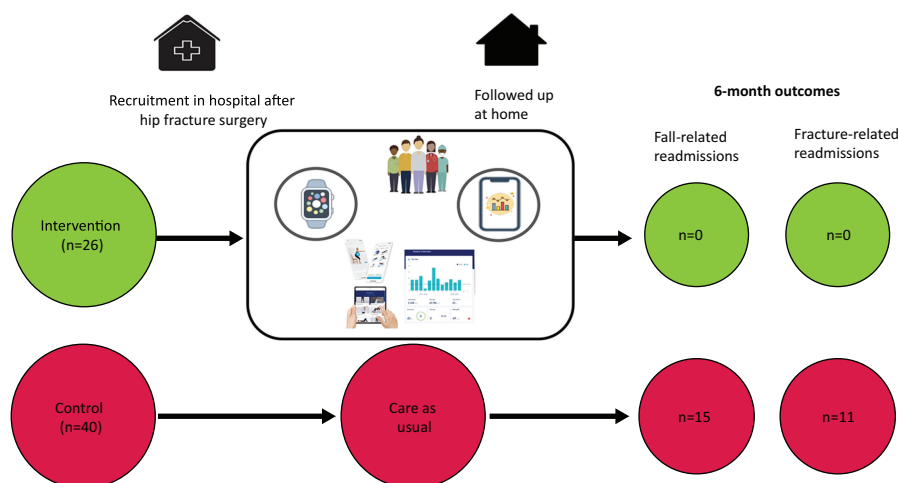 Recruitment in hospital after
hip fracture surgery
Followed up
at home
6-month outcomes
Fall-related
readmissions
Fracture-related
readmissions
Intervention
(n=26)
n=0
n=0
Control
(n=40)
Care as
usual
n=15
n=11